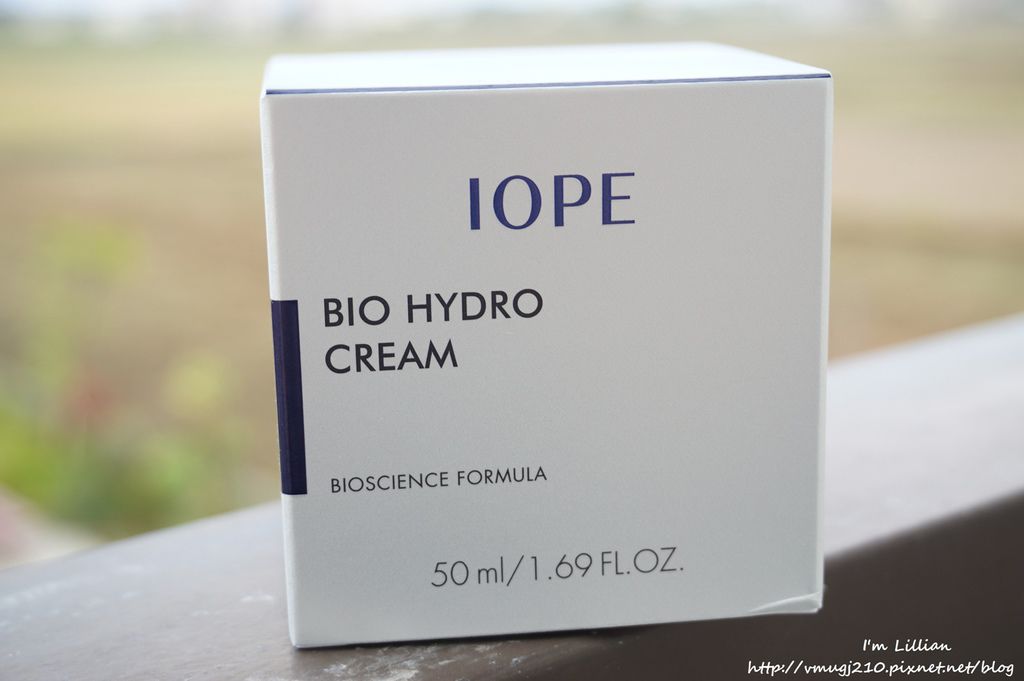 IOPE
BIO HYDRO
CREAM
BIOSCIENCE FORMULA
50 ml/1.69 FL.OZ.
I'm Lillian
http://vmugj210.pixnet.net/blog